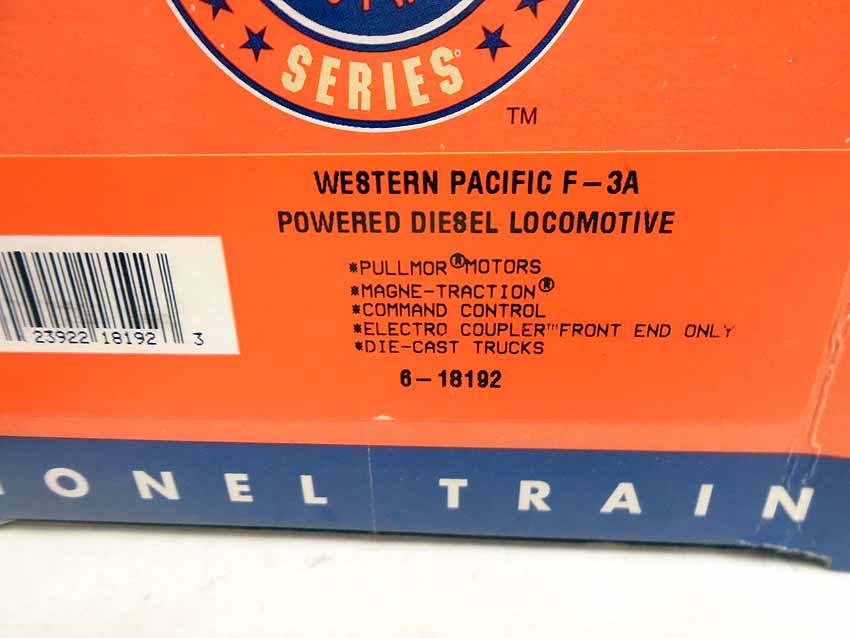 SERIES
TM
WESTERN PACIFIC F-3A
POWERED DIESEL LOCOMOTIVE
*PULLMOR® MOTORS
*MAGNE-TRACTION®
*COMMAND CONTROL
*ELECTRO COUPLER™ FRONT END ONLY
*DIE-CAST TRUCKS
6-18192
23922 18192 3
IONEL TRAIN